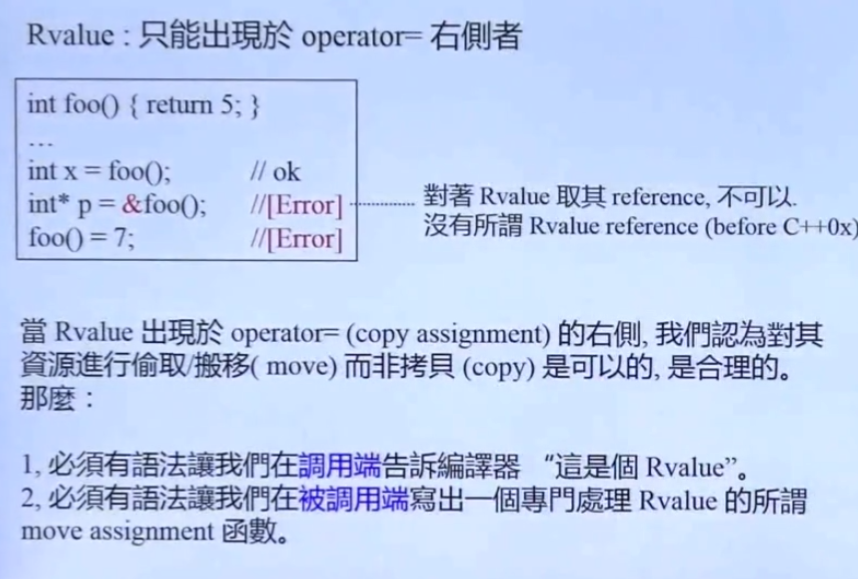 Rvalue : 只能出現於 operator= 右側者
int foo() { return 5; }
...
int x = foo(); // ok
int* p = &foo(); //[Error]
foo() = 7; //[Error]
對著 Rvalue 取其 reference, 不可以.
沒有所謂 Rvalue reference (before C++0x)
當 Rvalue 出現於 operator= (copy assignment) 的右側, 我們認為對其
資源進行偷取/搬移( move) 而非拷貝 (copy) 是可以的, 是合理的。
那麼：
1, 必須有語法讓我們在調用端告訴編譯器 “這是個 Rvalue”。
2, 必須有語法讓我們在被調用端寫出一個專門處理 Rvalue 的所謂
move assignment 函數。